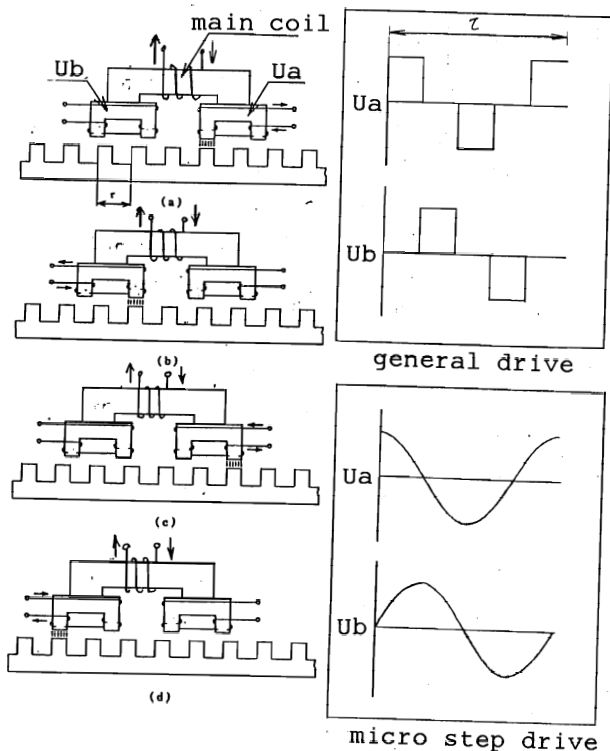 main coil
Ub
Ua
r
(a)
(b)
(c)
(d)
τ
Ua
Ub
general drive
Ua
Ub
micro step drive